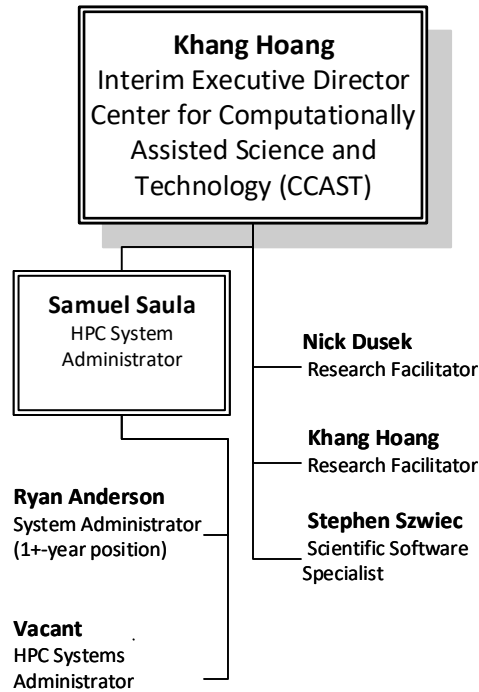 Khang Hoang
Interim Executive Director
Center for Computationally
Assisted Science and
Technology (CCAST)
Samuel Saula
HPC System
Administrator
Nick Dusek
Research Facilitator
Khang Hoang
Research Facilitator
Stephen Szwiec
Scientific Software
Specialist
Ryan Anderson
System Administrator
(1+-year position)
Vacant
HPC Systems
Administrator